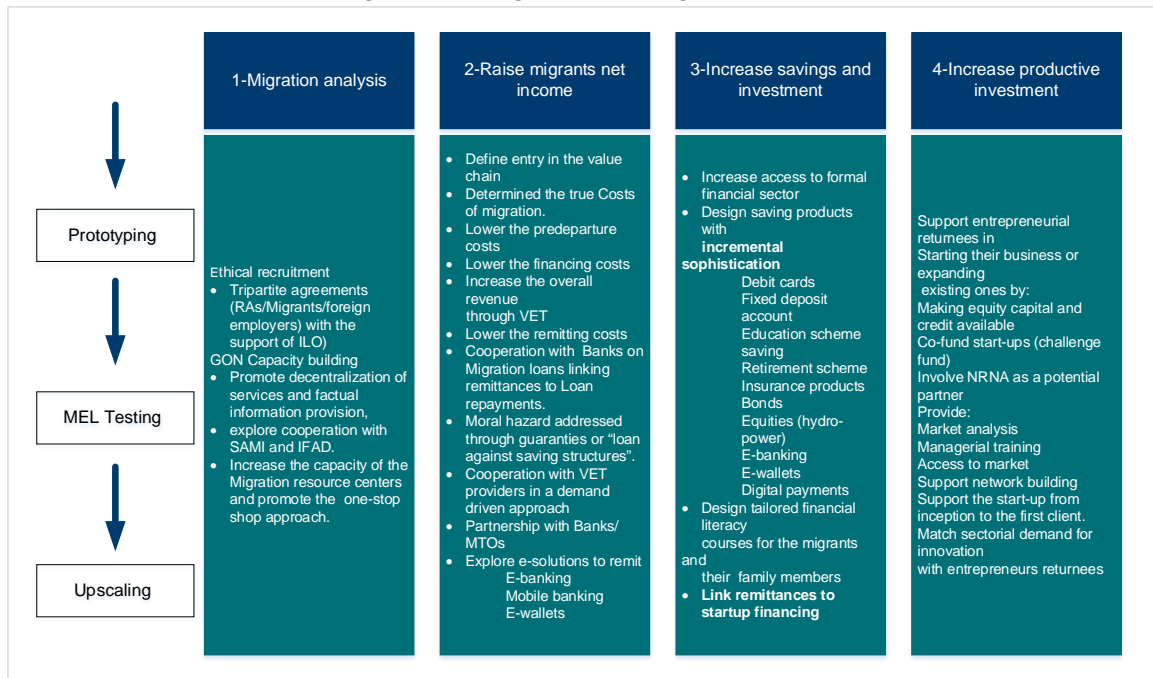 Prototyping
MEL Testing
Upscaling
1-Migration analysis
Ethical recruitment
• Tripartite agreements
(RAs/Migrants/foreign
employers) with the
support of ILO)
GON Capacity building
• Promote decentralization of
services and factual
information provision,
• explore cooperation with
SAMI and IFAD.
• Increase the capacity of the
Migration resource centers
and promote the one-stop
shop approach.
2-Raise migrants net
income
• Define entry in the value
chain
• Determined the true Costs
of migration.
• Lower the predeparture
costs
• Lower the financing costs
• Increase the overall
revenue
through VET
• Lower the remitting costs
• Cooperation with Banks on
Migration loans linking
remittances to Loan
repayments.
• Moral hazard addressed
through guaranties or “loan
against saving structures”.
• Cooperation with VET
providers in a demand
driven approach
• Partnership with Banks/
MTOs
• Explore e-solutions to remit
E-banking
Mobile banking
E-wallets
3-Increase savings and
investment
• Increase access to formal
financial sector
• Design saving products
with
incremental
sophistication
Debit cards
Fixed deposit
account
Education scheme
saving
Retirement scheme
Insurance products
Bonds
Equities (hydro-
power)
E-banking
E-wallets
Digital payments
• Design tailored financial
literacy
courses for the migrants
and
their family members
• Link remittances to
startup financing
4-Increase productive
investment
Support entrepreneurial
returnees in
Starting their business or
expanding
existing ones by:
Making equity capital and
credit available
Co-fund start-ups (challenge
fund)
Involve NRNA as a potential
partner
Provide:
Market analysis
Managerial training
Access to market
Support network building
Support the start-up from
inception to the first client.
Match sectorial demand for
innovation
with entrepreneurs returnees